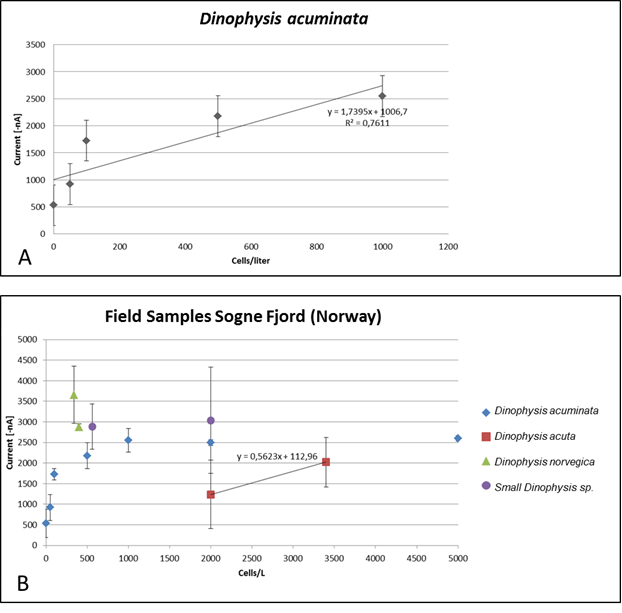 Dinophysis acuminata
3500
3000
2500
2000
1500
1000
500
0
Current [-nA]
y = 1,7395x + 1006,7
R² = 0,7611
0 200 400 600 800 1000 1200
Cells/liter
A
Field Samples Sogne Fjord (Norway)
5000
4500
4000
3500
3000
2500
2000
1500
1000
500
0
Current [-nA]
y = 0,5623x + 112,96
0 500 1000 1500 2000 2500 3000 3500 4000 4500 5000
Cells/L
Dinophysis acuminata
Dinophysis acuta
Dinophysis norvegica
Small Dinophysis sp.
B